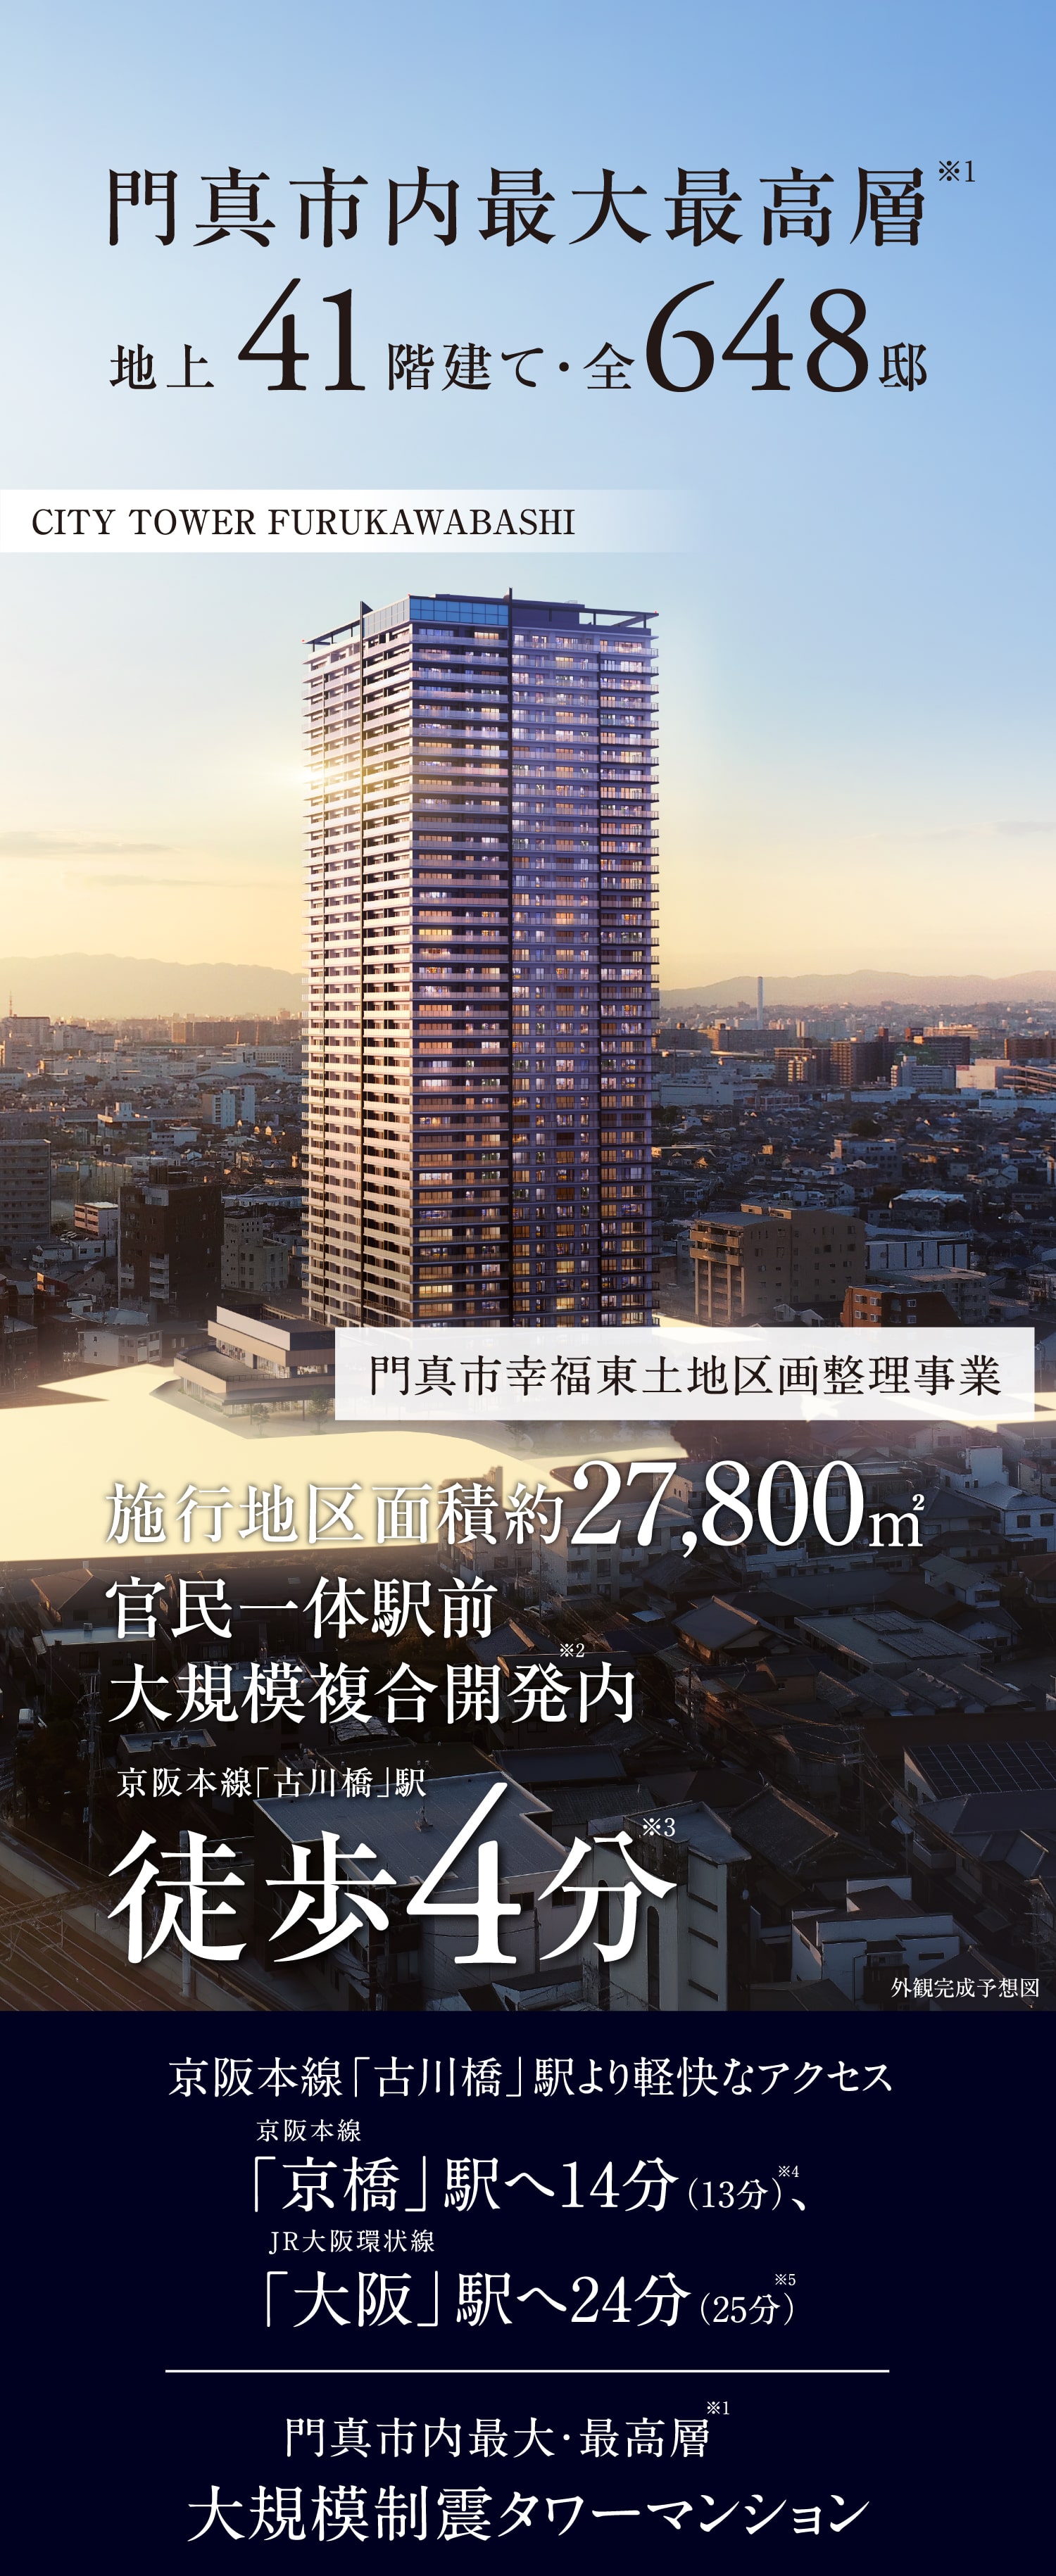 門真市内最大最高層※1
地上41階建て・全648邸
CITY TOWER FURUKAWABASHI
門真市幸福東土地区画整理事業
施行地区面積約27,800㎡
官民一体駅前
大規模複合開発内※2
京阪本線「古川橋」駅
徒歩4分※3
外観完成予想図
京阪本線「古川橋」駅より軽快なアクセス
京阪本線
「京橋」駅へ14分（13分）※4、
JR大阪環状線
「大阪」駅へ24分（25分）※5
門真市内最大・最高層※1
大規模制震タワーマンション